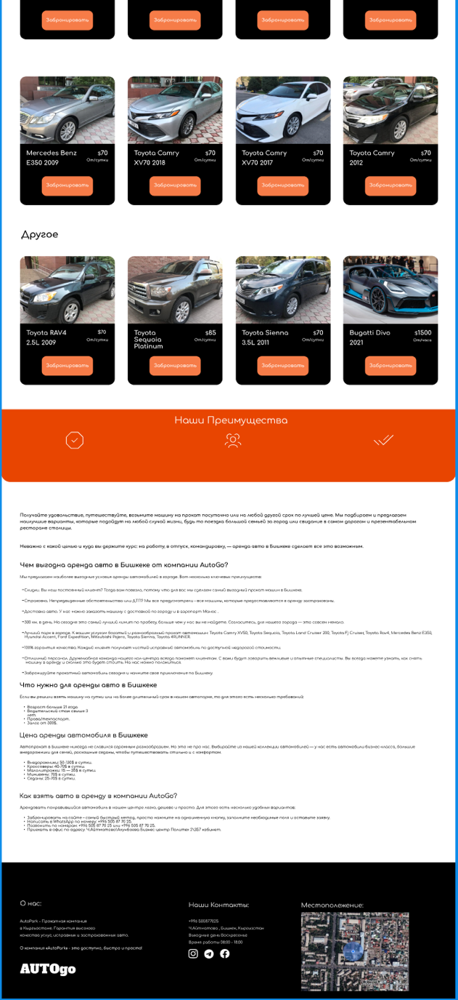 Забронировать Забронировать Забронировать Забронировать
Mercedes Benz $70 Toyota Camry $70 Toyota Camry $70 Toyota Camry $70
E350 2009 От/сутки XV70 2018 От/сутки XV70 2017 От/сутки 2012 От/сутки
Забронировать Забронировать Забронировать Забронировать
Другое
Toyota RAV4 $70 Toyota $85 Toyota Sienna $70 Bugatti Divo $1500
2.5L 2009 От/сутки Sequoia От/сутки 3.5L 2011 От/сутки 2021 От/часа
Platinum
Забронировать Забронировать Забронировать Забронировать
Наши Преимущества
Получайте удовольствие, путешествуйте, возьмите машину на прокат посуточно или на любой другой срок по лучшей цене. Мы подбираем и предлагаем
наилучшие варианты, которые подойдут на любой случай жизни, будь то поездка большой семьей за город или свидание в самом дорогом и презентабельном
ресторане столицы.
Неважно с какой целью и куда вы держите курс: на работу, в отпуск, командировку, — аренда авто в Бишкеке сделает все это возможным.
Чем выгодна аренда авто в Бишкеке от компании AutoGo?
Мы предлагаем наиболее выгодные условия аренды автомобилей в городе. Вот несколько ключевых преимуществ:
–Скидки. Вы наш постоянный клиент? Тогда вам повезло, потому что для вас мы сделаем самый выгодный прокат машин в Бишкеке.
–Страховка. Непредвиденные обстоятельства или ДТП? Мы все предусмотрели – все машины, которые предоставляются в аренду застрахованы.
–Доставка авто. У нас можно заказать машину с доставкой по городу и в аэропорт Манас .
–300 км. в день. На сегодня это самый лучший лимит по пробегу, больше чем у нас вы не найдете. Согласитесь, для нашего города — это совсем немало.
–Лучший парк в городе. К вашим услугам богатый и разнообразный прокат автомашин: Toyota Camry XV50, Toyota Sequoia, Toyota Land Cruiser 200, Toyota Fj Cruiser, Toyota Rav4, Mercedes Benz E350,
Hyundai Accent, Ford Expedition, Mitsubishi Pajero, Toyota Sienna, Toyota 4RUNNER.
–100% гарантия качества. Каждый клиент получает чистый исправный автомобиль по доступной недорогой стоимости.
–Отличный персонал. Дружелюбная команда нашего кол-центра всегда поможет клиентам. С вами будут говорить вежливые и опытные специалисты. Вы всегда можете узнать, как снять
машину в аренду и сколько это будет стоить. На нас можно положиться.
–Забронируйте прокатный автомобиль сегодня и начните свое приключение по Бишкеку
Что нужно для аренды авто в Бишкеке
Если вы решили взять машину на сутки или на более длительный срок в нашем автопарке, то для этого есть несколько требований:
• Возраст больше 21 года.
• Водительский стаж свыше 3
лет.
• Права/техпаспорт.
• Залог от 300$.
Цена аренды автомобиля в Бишкеке
Автопрокат в Бишкеке никогда не славился огромным разнообразием. Но это не про нас. Выбирайте из нашей коллекции автомобилей — у нас есть автомобили бизнес-класса, большие
внедорожники для семей, роскошные седаны, чтобы путешествовать стильно и с комфортом.
• Внедорожники: 50-130$ в сутки.
• Кроссоверы: 40-70$ в сутки.
• Малолитражки: 15 — 35$ в сутки.
• Минивены: 70$ в сутки.
• Седаны: 25-70$ в сутки.
Как взять авто в аренду в компании AutoGo?
Арендовать понравившийся автомобиль в нашем центре легко, дешево и просто. Для этого есть несколько удобных вариантов:
• Забронировать на сайте – самый быстрый метод, просто нажмите на одноименную кнопку, заполните необходимые поля и оставьте заявку.
• Написать в WhatsApp по номеру: +996 505 87 70 25.
• Позвонить по номерам: +996 505 87 70 25 или +996 505 87 70 25.
• Приехать в офис по адресу: Ч.Айтматова\Ахунбаева Бизнес центр Политех 2\357 кабинет.
О нас:
AutoPark - Прокатная компания
в Кыргызстане. Гарантия высокого
качества услуг, исправных и застрахованных авто.
О компания «AutoPark» - это доступно, быстро и просто!
AUTOgo
Наши Контакты:
+996 505877025
Ч.Айтматова , Бишкек, Кыргызстан
Выходные день Воскресенье
Время работы 08:00 - 18:00
Местоположение: